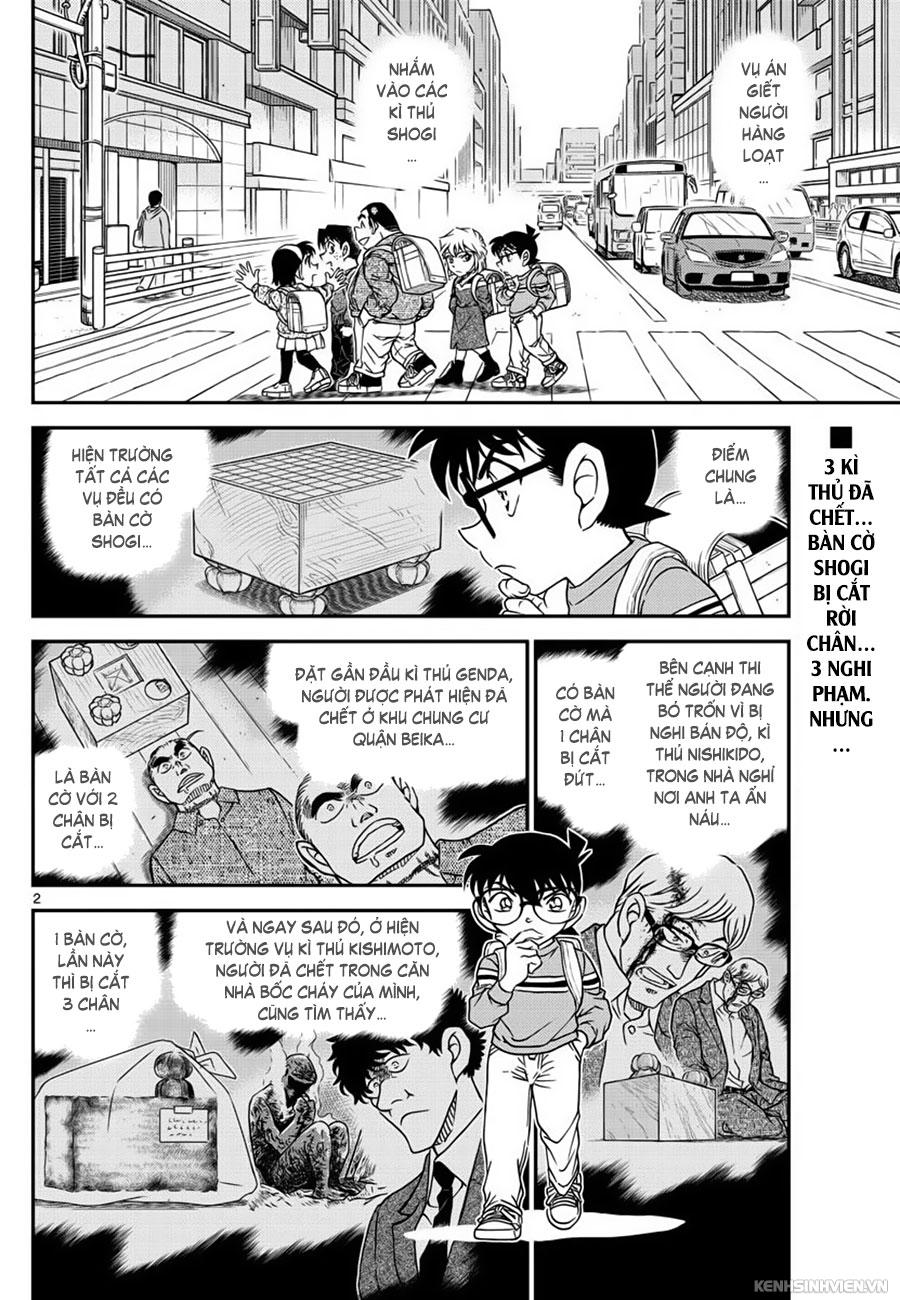 VỤ ÁN
GIẾT
NGƯỜI
HÀNG
LOẠT
...
NHẮM
VÀO CÁC
KÌ THỦ
SHOGI
...
ĐIỂM
CHUNG
LÀ...
HIỆN TRƯỜNG
TẤT CẢ CÁC
VỤ ĐỀU CÓ
BÀN CỜ
SHOGI...
■
3 KÌ
THỦ ĐÃ
CHẾT...
BÀN CỜ
SHOGI
BỊ CẮT
RỜI
CHÂN...
3 NGHI
PHẠM.
NHƯNG
...
BÊN CẠNH THI
THỂ NGƯỜI ĐANG
BỎ TRỐN VÌ BỊ
NGHI BÁN ĐỘ, KÌ
THỦ NISHIKIDO,
TRONG NHÀ NGHỈ
NƠI ANH TA ẨN
NÁU...
CÓ BÀN
CỜ MÀ
1 CHÂN
BỊ CẮT
ĐỨT...
ĐẶT GẦN ĐẦU KÌ THỦ GENDA,
NGƯỜI ĐƯỢC PHÁT HIỆN ĐÃ
CHẾT Ở KHU CHUNG CƯ
QUẬN BEIKA...
LÀ BÀN
CỜ VỚI 2
CHÂN BỊ
CẮT...
2
VÀ NGAY SAU ĐÓ, Ở HIỆN
TRƯỜNG VỤ KÌ THỦ KISHIMOTO,
NGƯỜI ĐÃ CHẾT TRONG CĂN
NHÀ BỐC CHÁY CỦA MÌNH,
CŨNG TÌM THẤY...
1 BÀN CỜ,
LẦN NÀY
THÌ BỊ CẮT
3 CHÂN
...
KENHSINHVIEN.VN